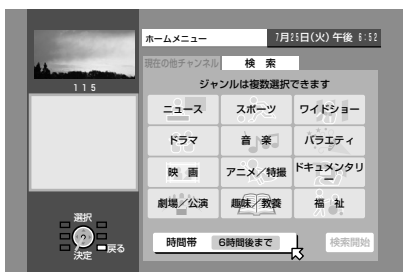 ホームメニュー
7月25日(火) 午後 6:52
現在の他チャンネル
検 索
115
ジャンルは複数選択できます
ニュース
スポーツ
ワイドショー
ドラマ
音 楽
バラエティ
映 画
アニメ/特撮
ドキュメンタリ
ー
劇場/公演
趣味/教養
福 祉
選択
?
戻る
決定
時間帯
6時間後まで
検索開始